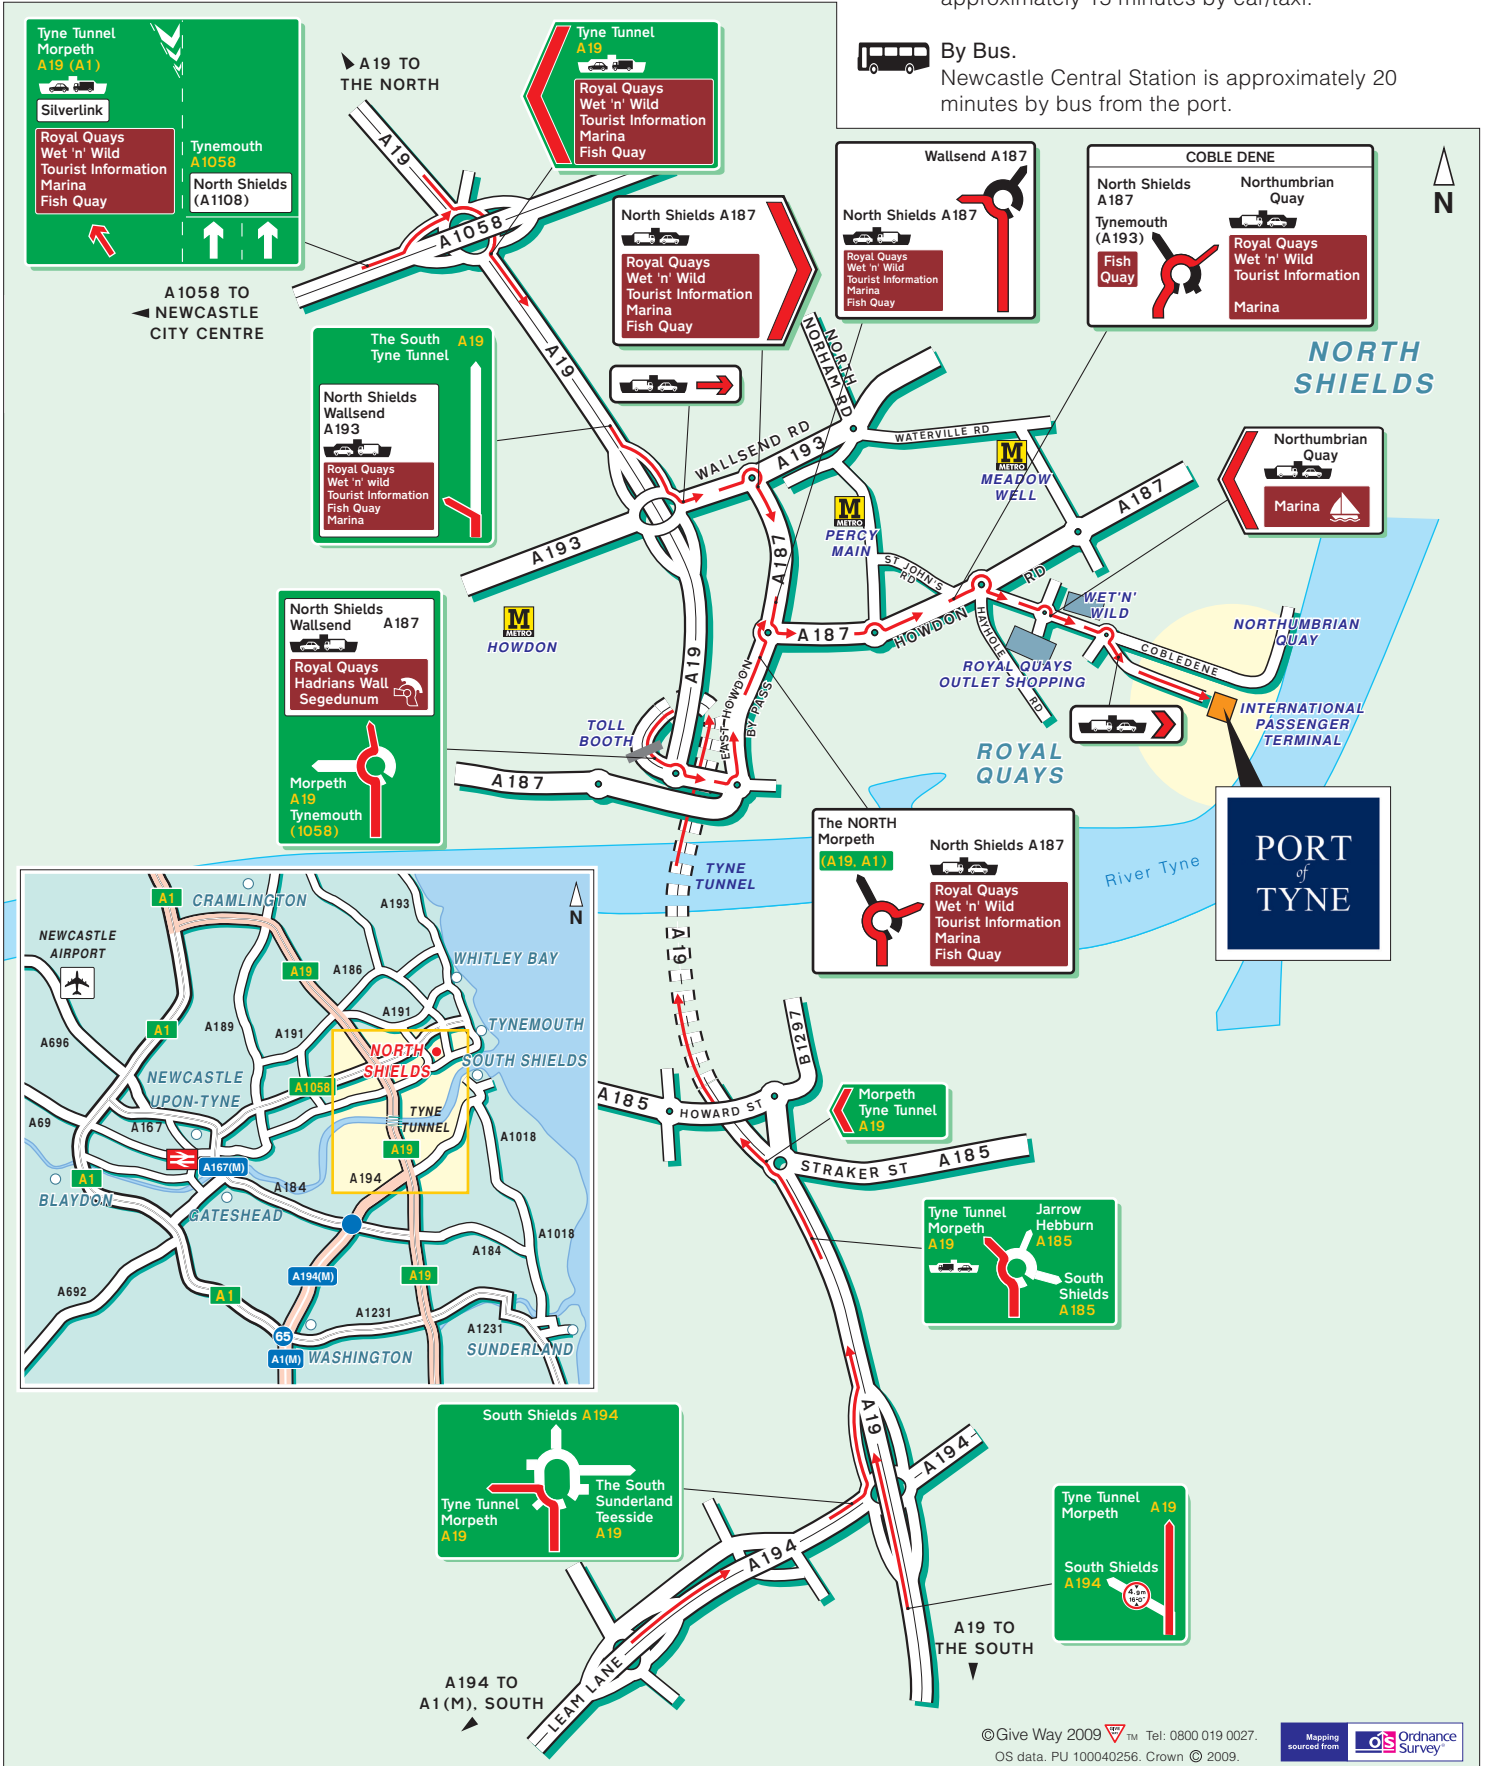 approximately 15 minutes by car/taxi.
By Bus.
Newcastle Central Station is approximately 20
minutes by bus from the port.
Tyne Tunnel
Morpeth
A19 (A1)
Silverlink
Royal Quays
Wet 'n' Wild
Tourist Information
Marina
Fish Quay
Tynemouth
A1058
North Shields
(A1108)
A19 TO
THE NORTH
Tyne Tunnel
A19
Royal Quays
Wet 'n' Wild
Tourist Information
Marina
Fish Quay
A19
A1058
A1058 TO
NEWCASTLE
CITY CENTRE
North Shields A187
Royal Quays
Wet 'n' Wild
Tourist Information
Marina
Fish Quay
Wallsend A187
North Shields A187
Royal Quays
Wet 'n' Wild
Tourist Information
Marina
Fish Quay
COBLE DENE
North Shields
A187
Tynemouth
(A193)
Fish
Quay
Northumbrian
Quay
Royal Quays
Wet 'n' Wild
Tourist Information
Marina
N
NORTH
SHIELDS
The South
Tyne Tunnel
A19
North Shields
Wallsend
A193
Royal Quays
Wet 'n' wild
Tourist Information
Fish Quay
Marina
A19
NORTH
NORHAM RD
WALLSEND RD
A193
WATERVILLE RD
M
METRO
MEADOW
WELL
M
METRO
PERCY
MAIN
A187
Northumbrian
Quay
Marina
A193
A187
ST JOHN'S
RD
HOWDON RD
A187
HAYHOLE RD
WET'N'
WILD
NORTHUMBRIAN
QUAY
COBLEDENE
ROYAL QUAYS
OUTLET SHOPPING
INTERNATIONAL
PASSENGER
TERMINAL
M
METRO
HOWDON
A19
EAST HOWDON
BY PASS
TOLL
BOOTH
ROYAL
QUAYS
North Shields
Wallsend
A187
Royal Quays
Hadrians Wall
Segedunum
Morpeth
A19
Tynemouth
(1058)
A187
TYNE
TUNNEL
The NORTH
Morpeth
(A19, A1)
North Shields A187
Royal Quays
Wet 'n' Wild
Tourist Information
Marina
Fish Quay
River Tyne
PORT
of
TYNE
A19
A1
CRAMLINGTON
A193
N
NEWCASTLE
AIRPORT
A19
A186
WHITLEY BAY
A1
A189
A191
A191
TYNEMOUTH
A696
NORTH
SHIELDS
SOUTH SHIELDS
NEWCASTLE
UPON-TYNE
A1058
A69
A167
TYNE
TUNNEL
A19
A1018
A167(M)
A1
A184
A194
BLAYDON
GATESHEAD
A184
A1018
A194(M)
A19
A692
A1
A1231
65
A1(M)
WASHINGTON
A1231
SUNDERLAND
B1297
A185
HOWARD ST
Morpeth
Tyne Tunnel
A19
STRAKER ST
A185
Tyne Tunnel
Morpeth
A19
Jarrow
Hebburn
A185
South
Shields
A185
A19
South Shields A194
Tyne Tunnel
Morpeth
A19
The South
Sunderland
Teesside
A19
A194
A194
Tyne Tunnel
Morpeth
A19
South Shields
A194
4.9m
16'-0"
A19 TO
THE SOUTH
A194 TO
A1(M), SOUTH
LEAM LANE
©Give Way 2009 GIVE WAY TM Tel: 0800 019 0027.
OS data. PU 100040256. Crown © 2009.
Mapping
sourced from
OS Ordnance
Survey®